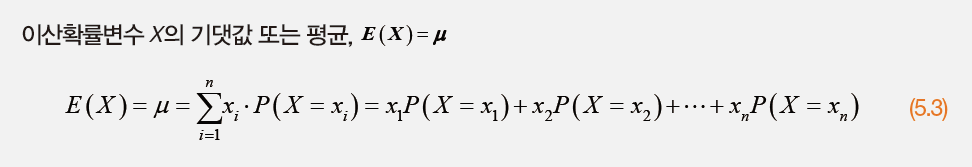 이산확률변수 X의 기댓값 또는 평균, E(X)=μ
E(X) = μ = ∑_{i=1}^{n} x_i · P(X = x_i) = x_1P(X = x_1) + x_2P(X = x_2) + ··· + x_nP(X = x_n) (5.3)